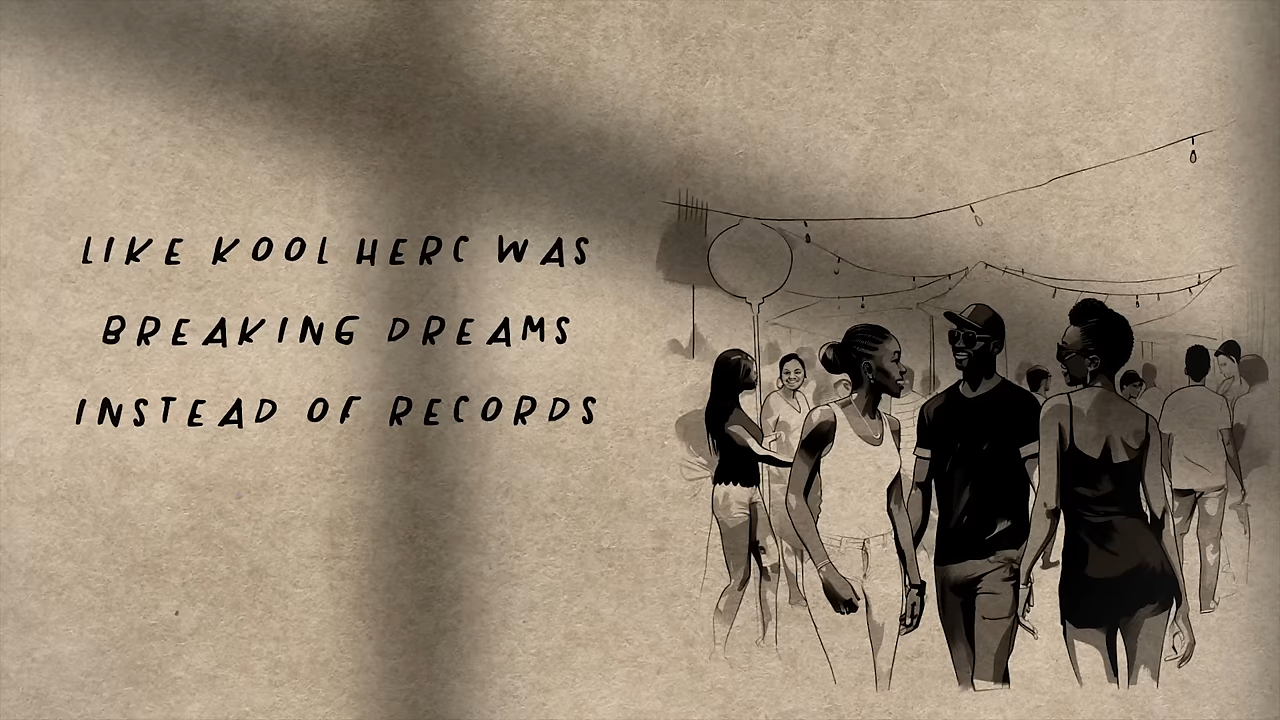 LIKE KOOL HERC WAS
BREAKING DREAMS
INSTEAD OF RECORDS